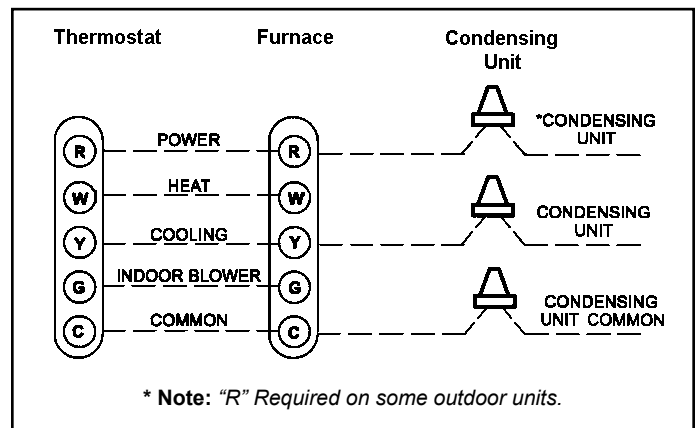 Thermostat Furnace Condensing Unit
R POWER R *CONDENSING UNIT
W HEAT W
Y COOLING Y CONDENSING UNIT
G INDOOR BLOWER G
C COMMON C CONDENSING UNIT COMMON
* Note: “R” Required on some outdoor units.